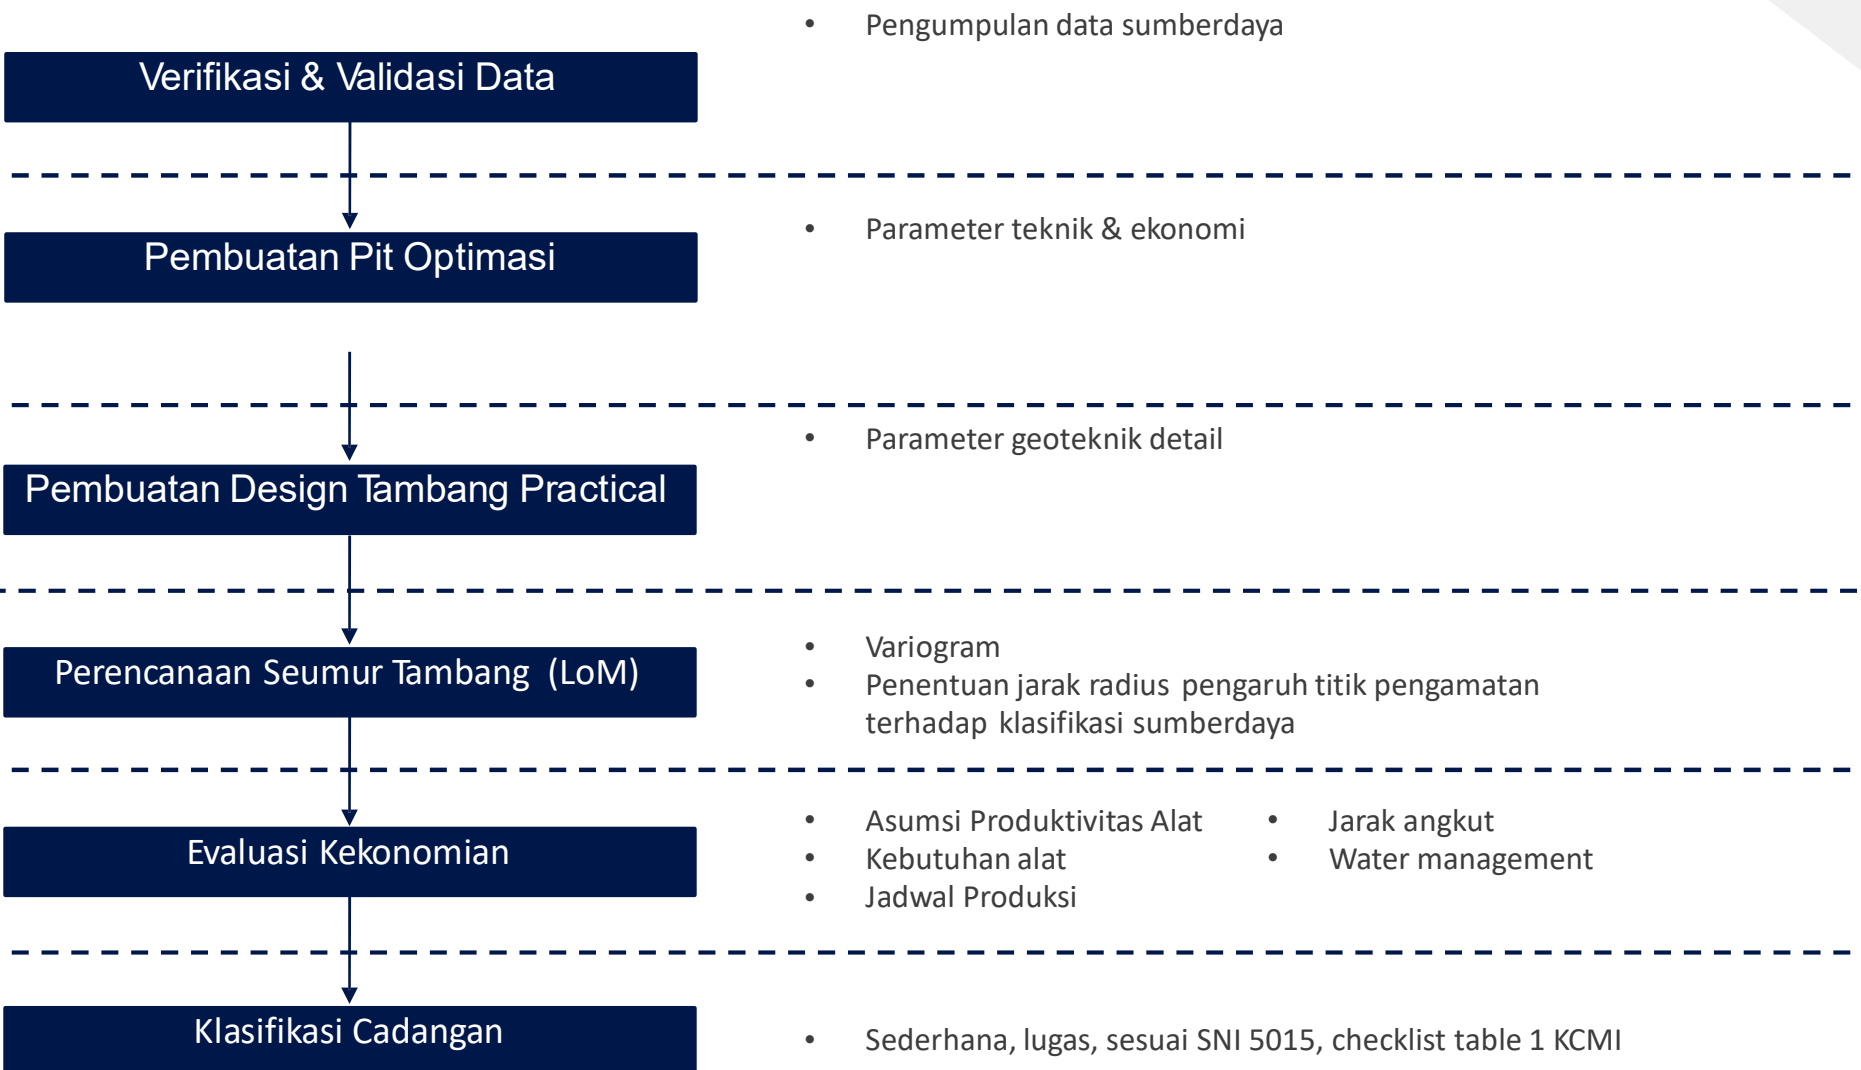 • Pengumpulan data sumberdaya
Verifikasi & Validasi Data
• Parameter teknik & ekonomi
Pembuatan Pit Optimasi
• Parameter geoteknik detail
Pembuatan Design Tambang Practical
Perencanaan Seumur Tambang (LoM)
• Variogram
• Penentuan jarak radius pengaruh titik pengamatan
terhadap klasifikasi sumberdaya
Evaluasi Kekonomian
• Asumsi Produktivitas Alat
• Kebutuhan alat
• Jadwal Produksi
• Jarak angkut
• Water management
Klasifikasi Cadangan
• Sederhana, lugas, sesuai SNI 5015, checklist table 1 KCMI